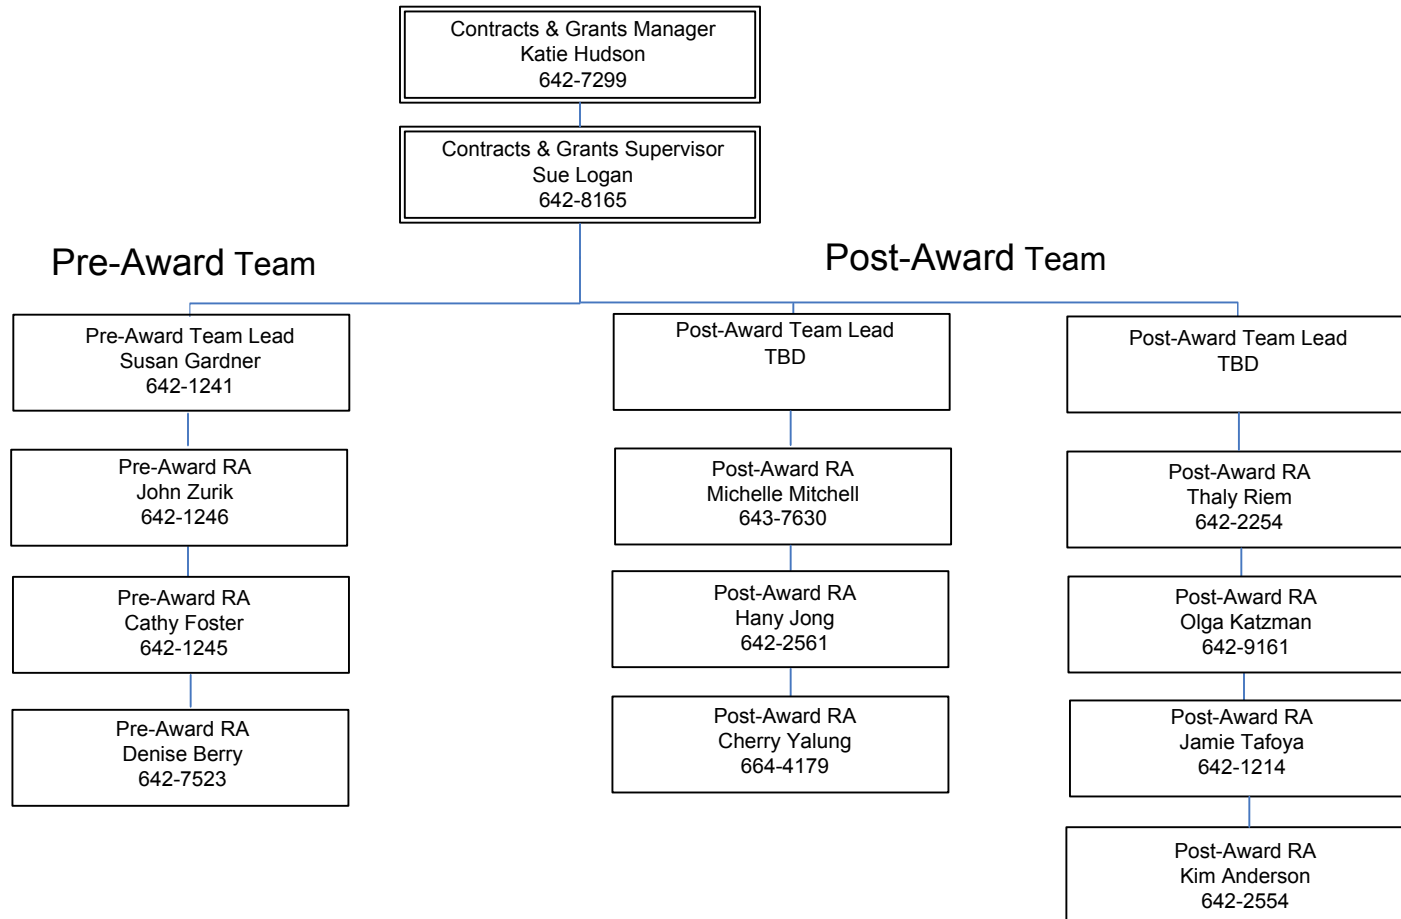 Contracts & Grants Manager
Katie Hudson
642-7299
Contracts & Grants Supervisor
Sue Logan
642-8165
Pre-Award Team
Post-Award Team
Pre-Award Team Lead
Susan Gardner
642-1241
Pre-Award RA
John Zurik
642-1246
Pre-Award RA
Cathy Foster
642-1245
Pre-Award RA
Denise Berry
642-7523
Post-Award Team Lead
TBD
Post-Award RA
Michelle Mitchell
643-7630
Post-Award RA
Hany Jong
642-2561
Post-Award RA
Cherry Yalung
664-4179
Post-Award Team Lead
TBD
Post-Award RA
Thaly Riem
642-2254
Post-Award RA
Olga Katzman
642-9161
Post-Award RA
Jamie Tafoya
642-1214
Post-Award RA
Kim Anderson
642-2554